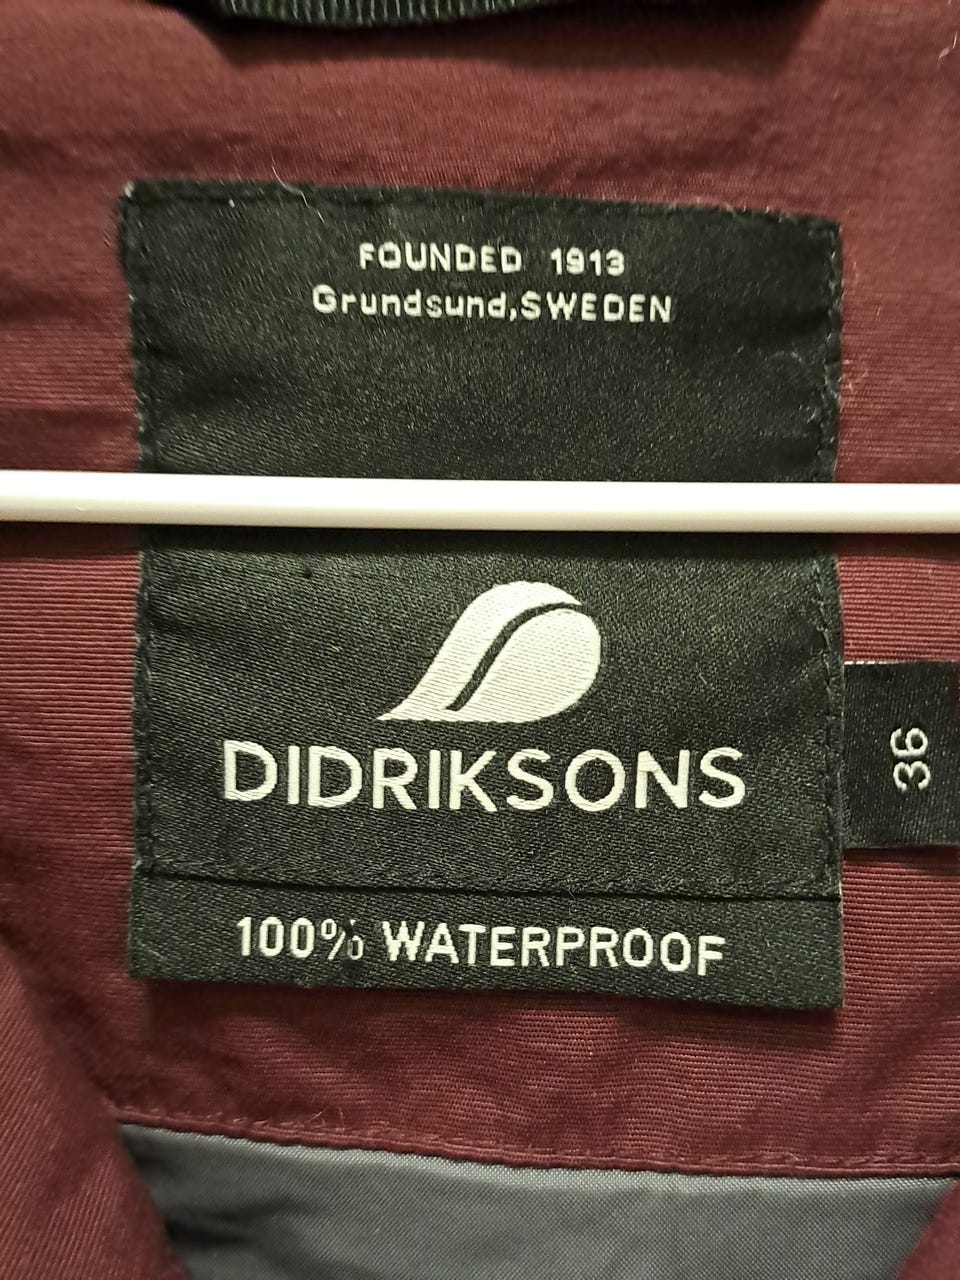 FOUNDED 1913
Grundsund,SWEDEN
DIDRIKSONS
36
100% WATERPROOF